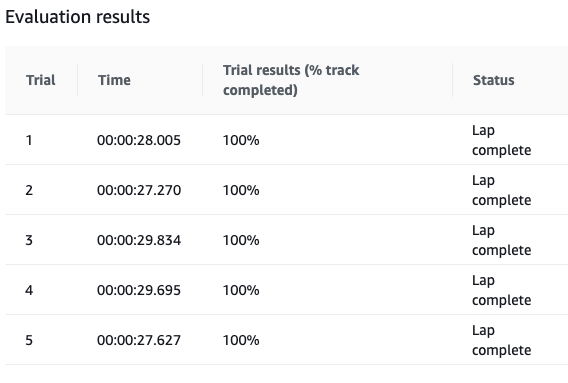 Evaluation results
Trial Time Trial results (% track completed) Status
1 00:00:28.005 100% Lap complete
2 00:00:27.270 100% Lap complete
3 00:00:29.834 100% Lap complete
4 00:00:29.695 100% Lap complete
5 00:00:27.627 100% Lap complete